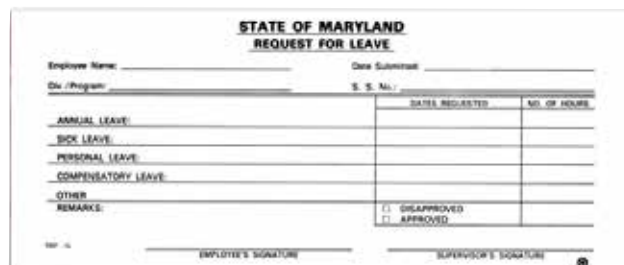 STATE OF MARYLAND
REQUEST FOR LEAVE
Employee Name: Date Submitted:
Div./Program: S. S. No.:
DATES REQUESTED NO. OF HOURS
ANNUAL LEAVE:
SICK LEAVE:
PERSONAL LEAVE:
COMPENSATORY LEAVE:
OTHER
REMARKS: ☐ DISAPPROVED
☐ APPROVED
EMPLOYEE'S SIGNATURE SUPERVISOR'S SIGNATURE